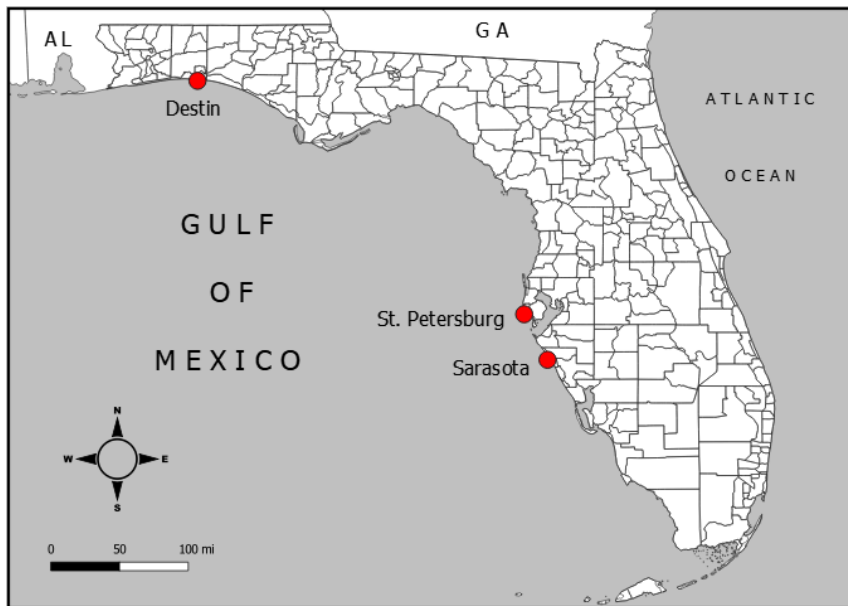 AL
GA
ATLANTIC
OCEAN
Destin
GULF
OF
MEXICO
St. Petersburg
Sarasota
N
W E
S
0 50 100 mi